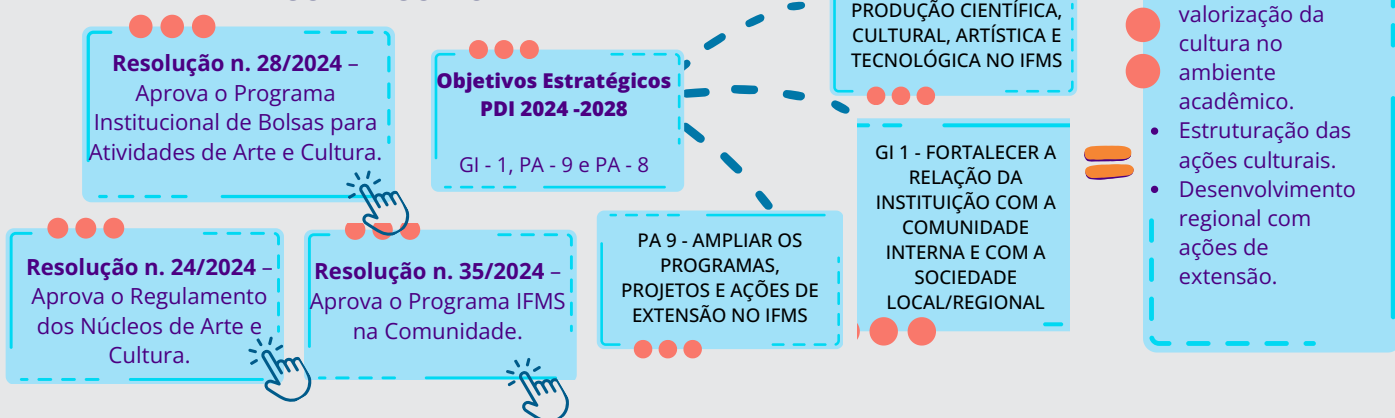 Resolução n. 28/2024 –
Aprova o Programa
Institucional de Bolsas para
Atividades de Arte e Cultura.
Resolução n. 24/2024 –
Aprova o Regulamento
dos Núcleos de Arte e
Cultura.
Resolução n. 35/2024 –
Aprova o Programa IFMS
na Comunidade.
Objetivos Estratégicos
PDI 2024 -2028
GI - 1, PA - 9 e PA - 8
PRODUÇÃO CIENTÍFICA,
CULTURAL, ARTÍSTICA E
TECNOLÓGICA NO IFMS
PA 9 - AMPLIAR OS
PROGRAMAS,
PROJETOS E AÇÕES DE
EXTENSÃO NO IFMS
GI 1 - FORTALECER A
RELAÇÃO DA
INSTITUIÇÃO COM A
COMUNIDADE
INTERNA E COM A
SOCIEDADE
LOCAL/REGIONAL
valorização da
cultura no
ambiente
acadêmico.
• Estruturação das
ações culturais.
• Desenvolvimento
regional com
ações de
extensão.